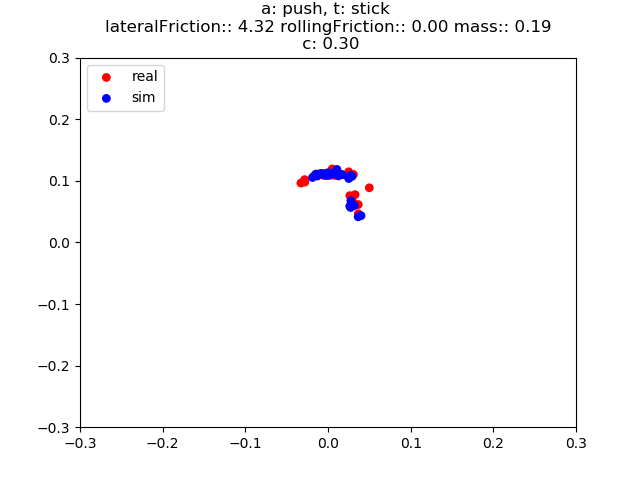 a: push, t: stick
lateralFriction:: 4.32 rollingFriction:: 0.00 mass:: 0.19
c: 0.30
real
sim
0.3
0.2
0.1
0.0
−0.1
−0.2
−0.3
−0.3 −0.2 −0.1 0.0 0.1 0.2 0.3